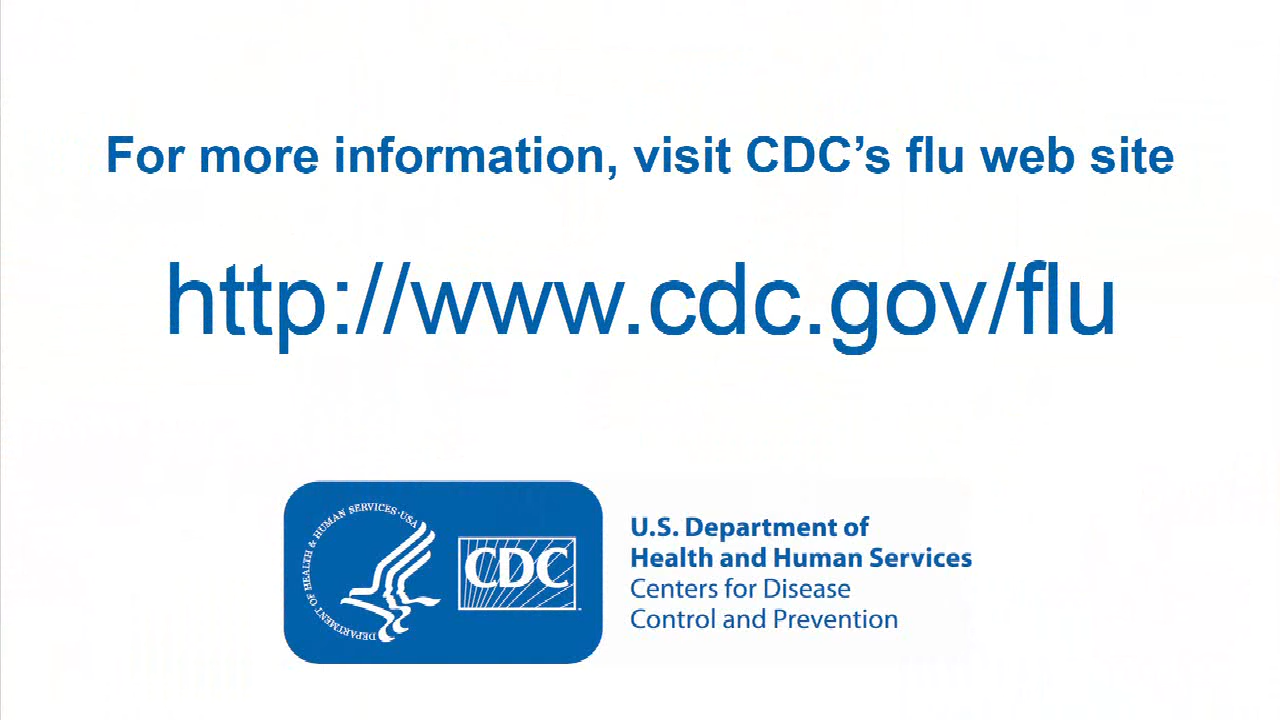 For more information, visit CDC’s flu web site
http://www.cdc.gov/flu
DEPARTMENT OF HEALTH & HUMAN SERVICES·USA
CDC
U.S. Department of
Health and Human Services
Centers for Disease
Control and Prevention